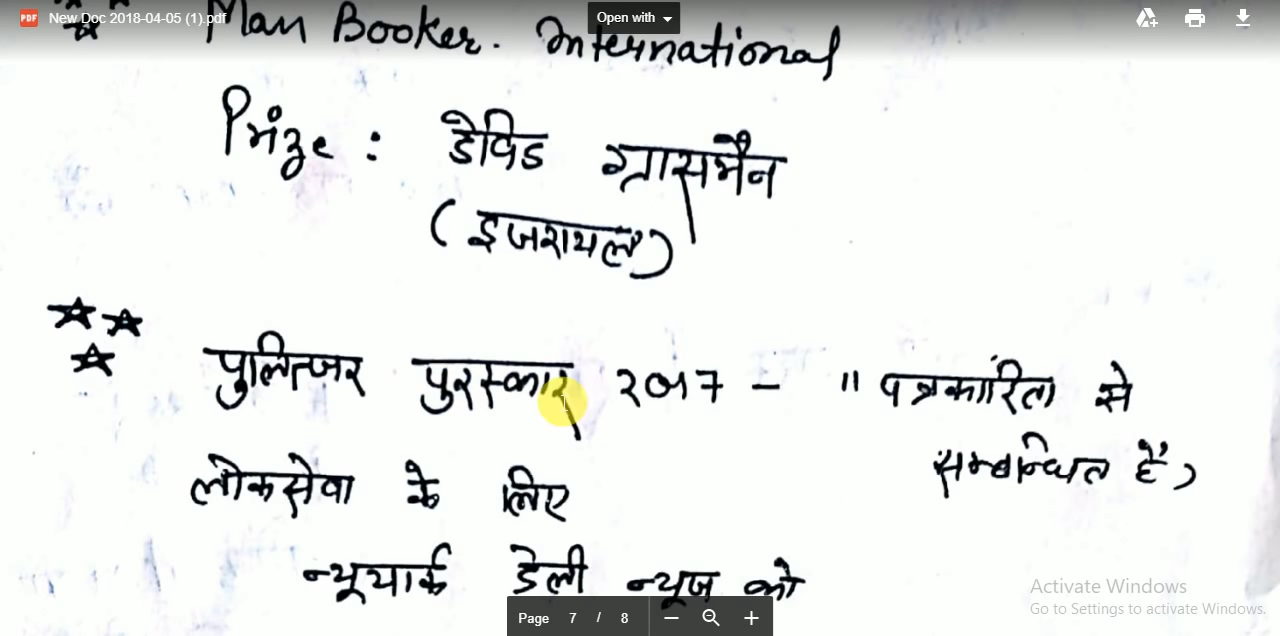 New Doc 2018-04-05 (1).pdf
Open with
Man Booker. International
Prize : डेविड ग्रासमैन
(इजरायल)
पुलित्जर पुरस्कार 2017 - " पत्रकारिता से
सम्बन्धित है"
लोकसेवा के लिए
न्यूयार्क डेली न्यूज को
Page 7 / 8
Activate Windows
Go to Settings to activate Windows.